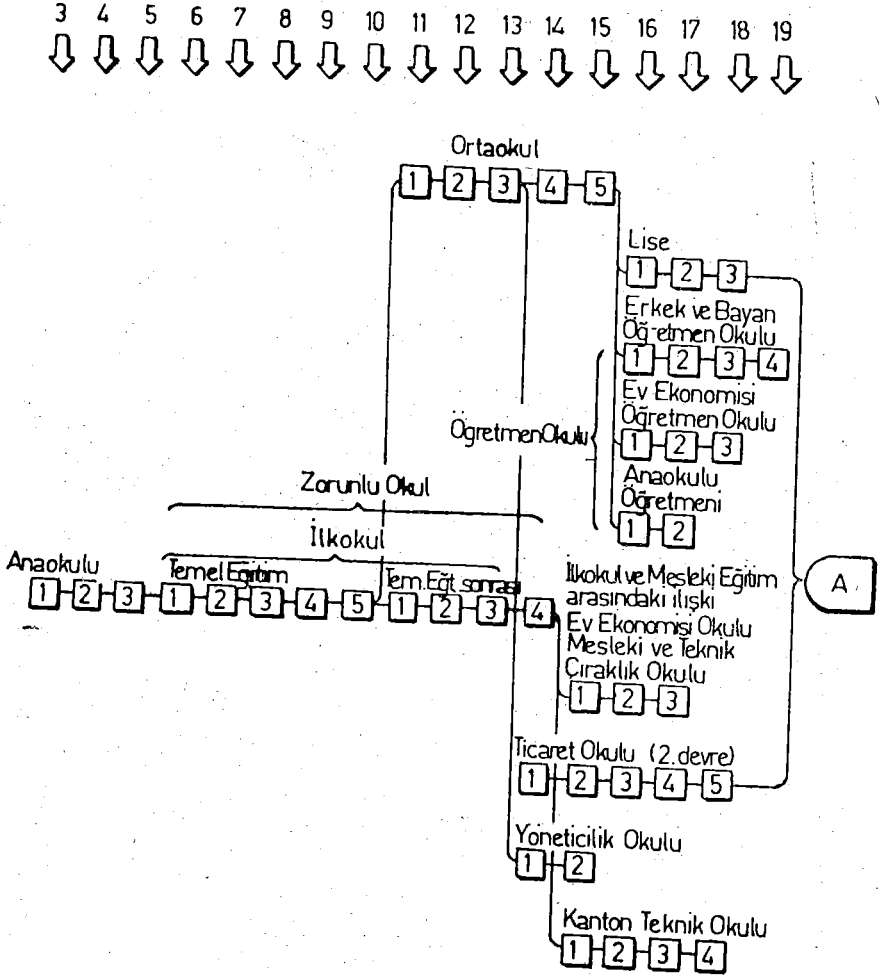 3 4 5 6 7 8 9 10 11 12 13 14 15 16 17 18 19
Ortaokul
1 2 3 4 5
Lise
1 2 3
Erkek ve Bayan
Öğretmen Okulu
1 2 3 4
Ev Ekonomisi
Öğretmen Okulu
1 2 3
ÖgretmenOkulu
Anaokulu
Öğretmeni
1 2
Zorunlu Okul
İlkokul
Anaokulu
Temel Eğitim
Tem. Eğt. sonrası
1 2 3 1 2 3 4 5 1 2 3 4
İlkokul ve Mesleki Eğitim
arasındaki ilişki
Ev Ekonomisi Okulu
Mesleki ve Teknik
Çıraklık Okulu
1 2 3
A
Ticaret Okulu (2.devre)
1 2 3 4 5
Yöneticilik Okulu
1 2
Kanton Teknik Okulu
1 2 3 4